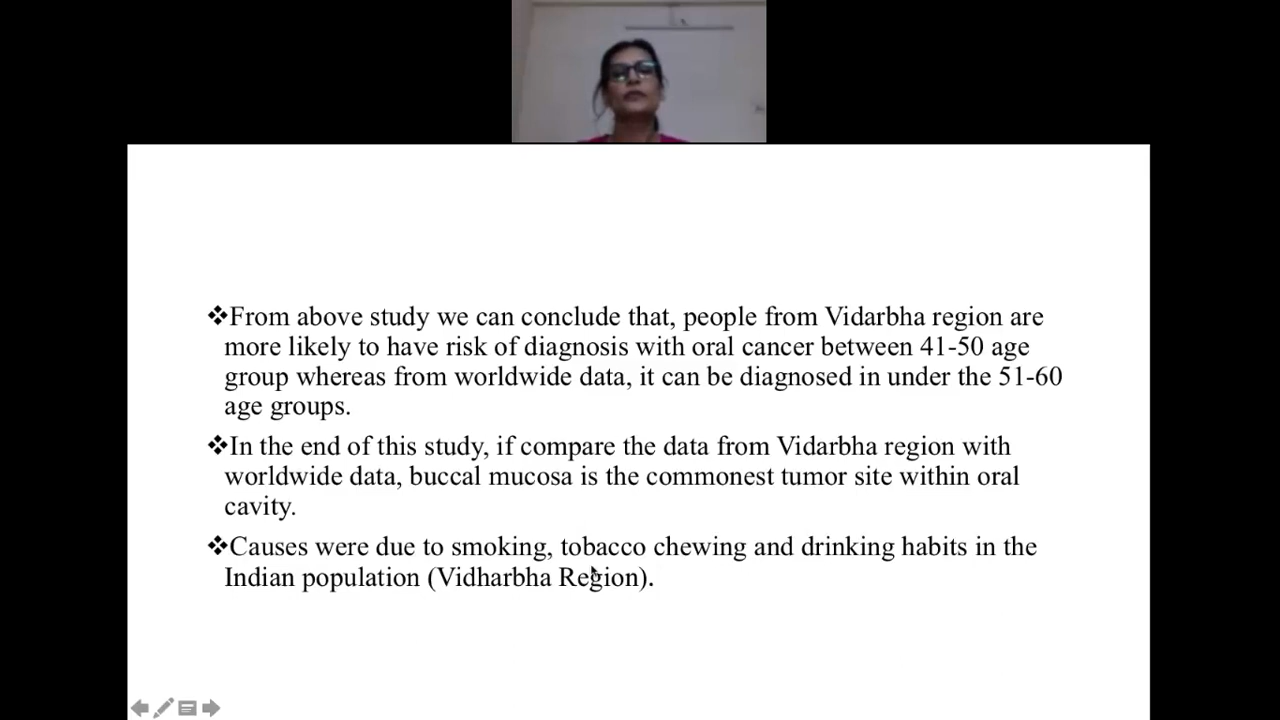 ❖From above study we can conclude that, people from Vidarbha region are
more likely to have risk of diagnosis with oral cancer between 41-50 age
group whereas from worldwide data, it can be diagnosed in under the 51-60
age groups.
❖In the end of this study, if compare the data from Vidarbha region with
worldwide data, buccal mucosa is the commonest tumor site within oral
cavity.
❖Causes were due to smoking, tobacco chewing and drinking habits in the
Indian population (Vidharbha Region).